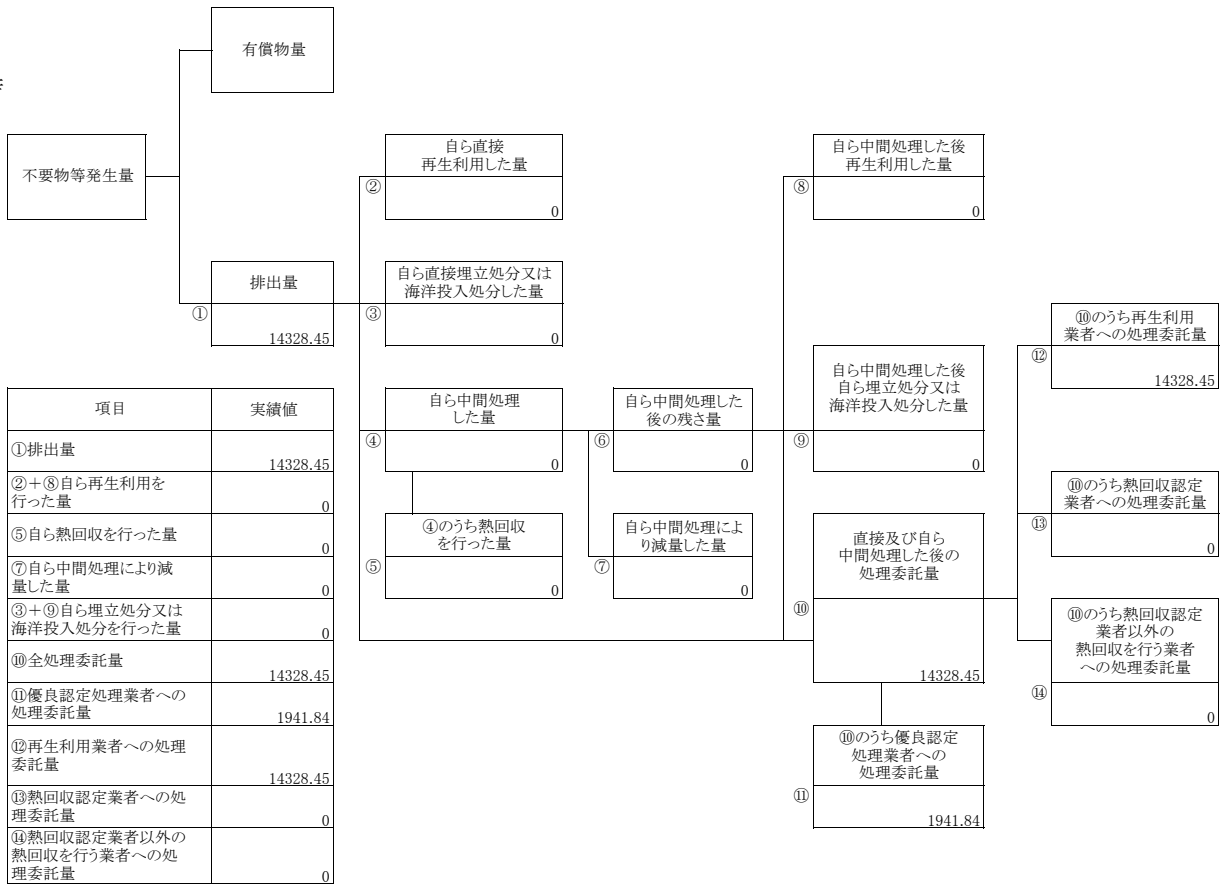 有償物量
不要物等発生量
自ら直接
再生利用した量
②
0
自ら中間処理した後
再生利用した量
⑧
0
排出量
①
14328.45
自ら直接埋立処分又は
海洋投入処分した量
③
0
⑩のうち再生利用
業者への処理委託量
⑫
14328.45
自ら中間処理
した量
④
0
自ら中間処理した
後の残さ量
⑥
0
自ら中間処理した後
自ら埋立処分又は
海洋投入処分した量
⑨
0
⑩のうち熱回収認定
業者への処理委託量
⑬
0
④のうち熱回収
を行った量
⑤
0
自ら中間処理によ
り減量した量
⑦
0
直接及び自ら
中間処理した後の
処理委託量
⑩
14328.45
⑩のうち熱回収認定
業者以外の
熱回収を行う業者
への処理委託量
⑭
0
⑩のうち優良認定
処理業者への
処理委託量
⑪
1941.84
項目 実績値
①排出量
14328.45
②+⑧自ら再生利用を
行った量
0
⑤自ら熱回収を行った量
0
⑦自ら中間処理により減
量した量
0
③+⑨自ら埋立処分又は
海洋投入処分を行った量
0
⑩全処理委託量
14328.45
⑪優良認定処理業者への
処理委託量
1941.84
⑫再生利用業者への処理
委託量
14328.45
⑬熱回収認定業者への処
理委託量
0
⑭熱回収認定業者以外の
熱回収を行う業者への処
理委託量
0